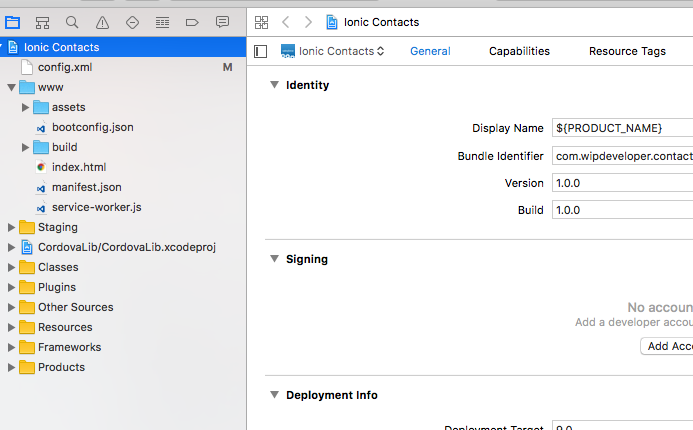 Ionic Contacts
config.xml M
www
assets
bootconfig.json
build
index.html
manifest.json
service-worker.js
Staging
CordovaLib/CordovaLib.xcodeproj
Classes
Plugins
Other Sources
Resources
Frameworks
Products
Ionic Contacts
Ionic Contacts General Capabilities Resource Tags
Identity
Display Name ${PRODUCT_NAME}
Bundle Identifier com.wipdeveloper.contact
Version 1.0.0
Build 1.0.0
Signing
No accoun
Add a developer accou
Add Acc
Deployment Info
Deployment Target 9.0